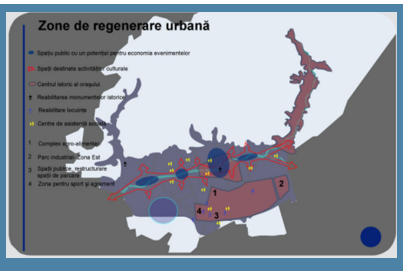 Zone de regenerare urbană
Spațiu public cu un potențial pentru economia evenimentelor
Spații destinate activităților culturale
Centrul istoric al orașului
Reabilitarea monumentelor istorice
Reabilitare locuințe
Centre de asistență socială
1 Complex agro-alimentar
2 Parc industrial Zona Est
3 Spații publice, restructurare
spații de parcare
4 Zona pentru sport și agrement
1
2
4
3